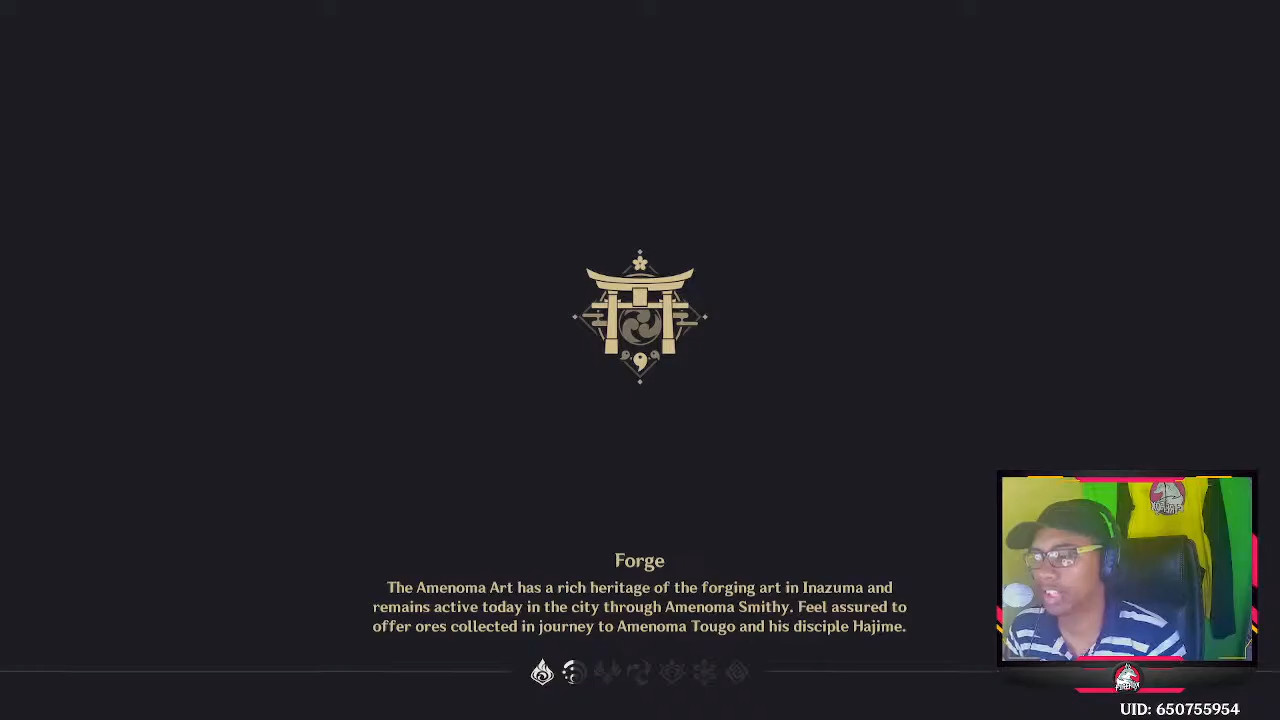 Forge
The Amenoma Art has a rich heritage of the forging art in Inazuma and
remains active today in the city through Amenoma Smithy. Feel assured to
offer ores collected in journey to Amenoma Tougo and his disciple Hajime.
UID: 650755954